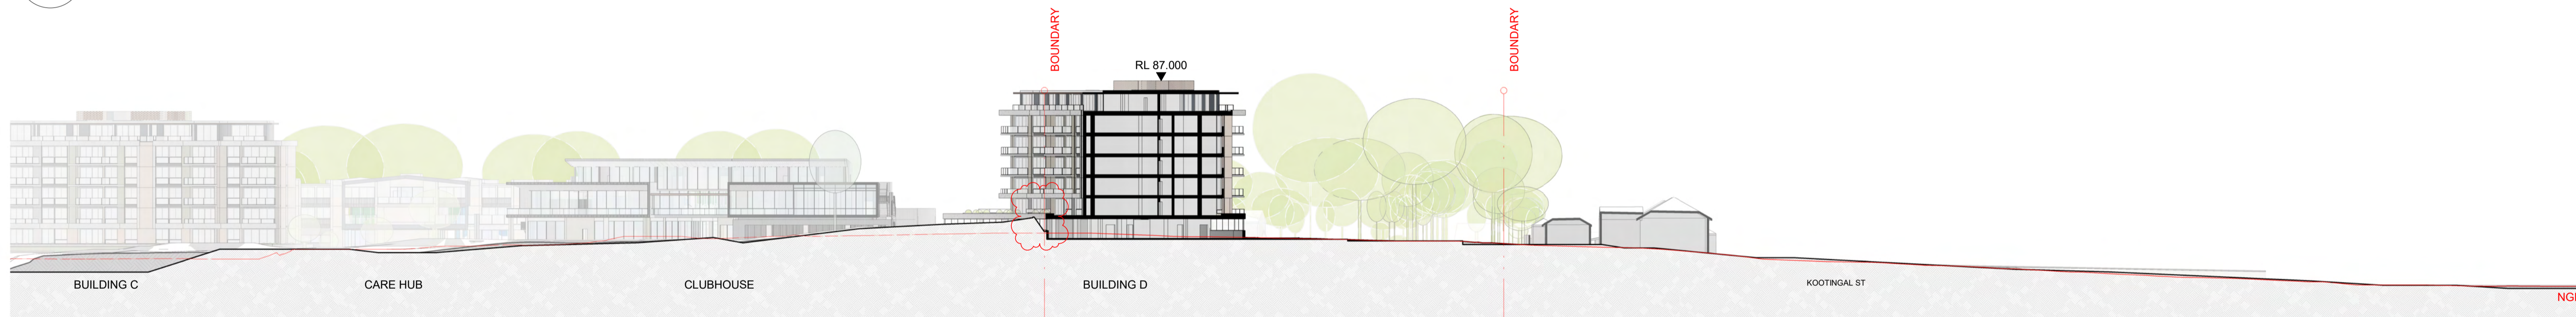 BOUNDARY
BOUNDARY
RL 87.000
BUILDING C
CARE HUB
CLUBHOUSE
BUILDING D
KOOTINGAL ST